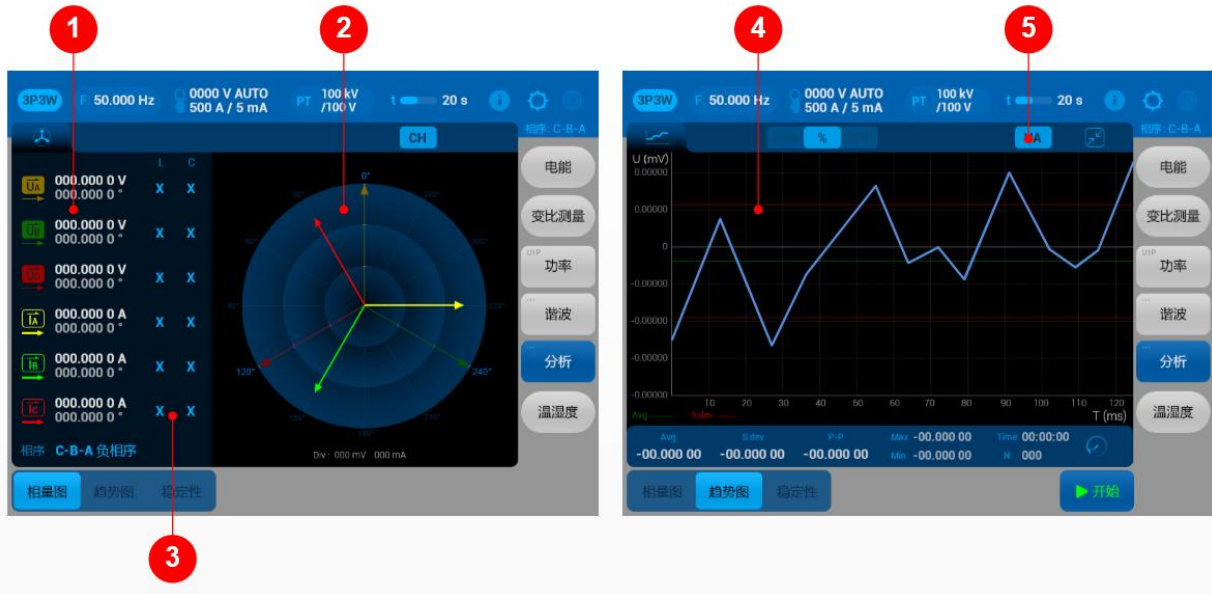 1
2
4
5
3P3W
F: 50.000 Hz
0000 V AUTO
500 A / 5 mA
PT 100 kV
/100 V
t 20 s
相序: C-B-A
CH
L C
UA 000.000 0 V
000.000 0 °
X X
UB 000.000 0 V
000.000 0 °
X X
000.000 0 V
000.000 0 °
X X
IA 000.000 0 A
000.000 0 °
X X
IB 000.000 0 A
000.000 0 °
X X
IC 000.000 0 A
000.000 0 °
X X
相序 C-B-A 负相序
0°
120°
240°
180°
210°
Div : 000 mV 000 mA
电能
变比测量
UIP
功率
谐波
分析
温湿度
相量图 趋势图 稳定性
3
3P3W
F: 50.000 Hz
0000 V AUTO
500 A / 5 mA
PT 100 kV
/100 V
t 20 s
相序: C-B-A
%
U (mV)
0.00000
0.00000
0
-0.00000
-0.00000
-0.00000
-0.00000
10 20 30 40 50 60 70 80 90 100 110 120
T (ms)
Avg S.dev
Avg S.dev P-P Max -00.000 00 Time 00:00:00
-00.000 00 -00.000 00 -00.000 00 Min -00.000 00 N 000
电能
变比测量
UIP
功率
谐波
分析
温湿度
相量图 趋势图 稳定性
开始